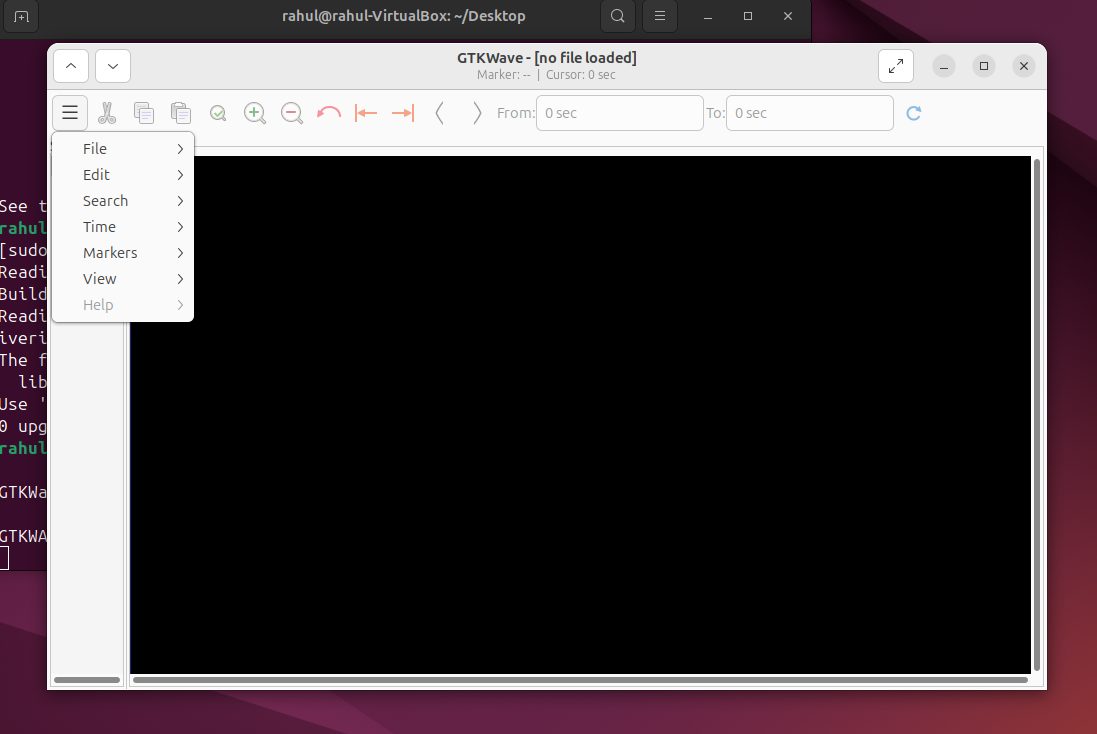 rahul@rahul-VirtualBox: ~/Desktop
GTKWave - [no file loaded]
Marker: -- | Cursor: 0 sec
From: 0 sec To: 0 sec
File
Edit
Search
Time
Markers
View
Help
See t
rahul
[sudo
Readi
Build
Readi
iveri
The f
lib
Use '
0 upg
rahul
GTKWa
GTKWA